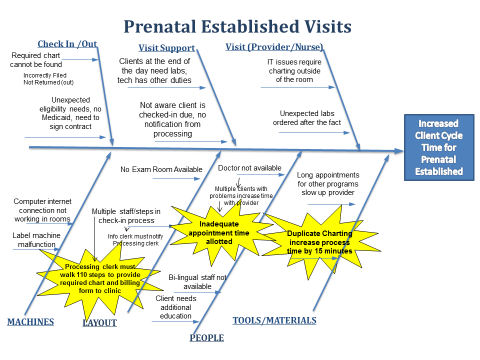 Prenatal Established Visits
Check In /Out
Visit Support
Visit (Provider/Nurse)
Required chart
cannot be found
Incorrectly Filed
Not Returned (out)
Unexpected
eligibility needs, no
Medicaid, need to
sign contract
Clients at the end of
the day need labs,
tech has other duties
Not aware client is
checked-in due, no
notification from
processing
IT issues require
charting outside
of the room
Unexpected labs
ordered after the fact
Increased
Client Cycle
Time for
Prenatal
Established
No Exam Room Available
Doctor not available
Multiple clients with
problems increase time
with provider
Long appointments
for other programs
slow up provider
Computer internet
connection not
working in rooms
Label machine
malfunction
Multiple staff/steps in
check-in process
Info clerk must notify
Processing clerk
Inadequate
appointment time
allotted
Duplicate Charting
increase process
time by 15 minutes
Processing clerk must
walk 110 steps to provide
required chart and billing
form to clinic
Bi-lingual staff not
available
Client needs
additional
education
MACHINES
LAYOUT
PEOPLE
TOOLS/MATERIALS